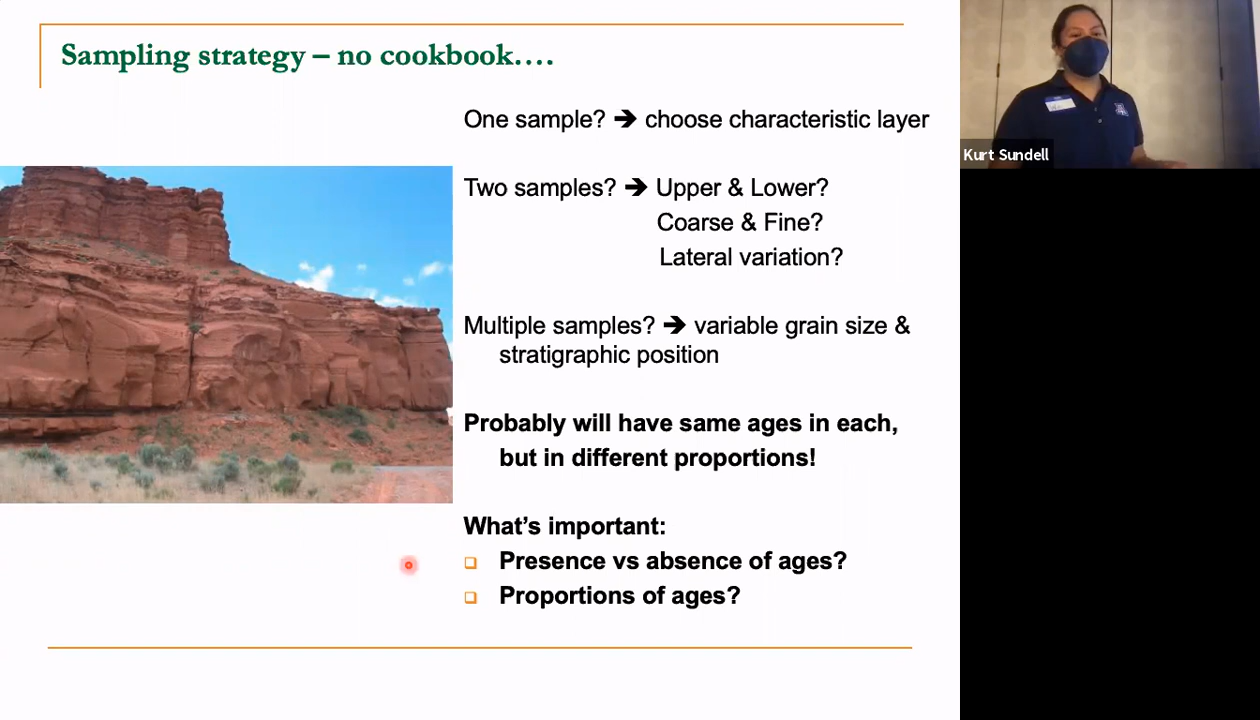 Sampling strategy – no cookbook….
One sample? ➔ choose characteristic layer
Two samples? ➔ Upper & Lower?
Coarse & Fine?
Lateral variation?
Multiple samples? ➔ variable grain size &
stratigraphic position
Probably will have same ages in each,
but in different proportions!
What's important:
❑ Presence vs absence of ages?
❑ Proportions of ages?
Kurt Sundell